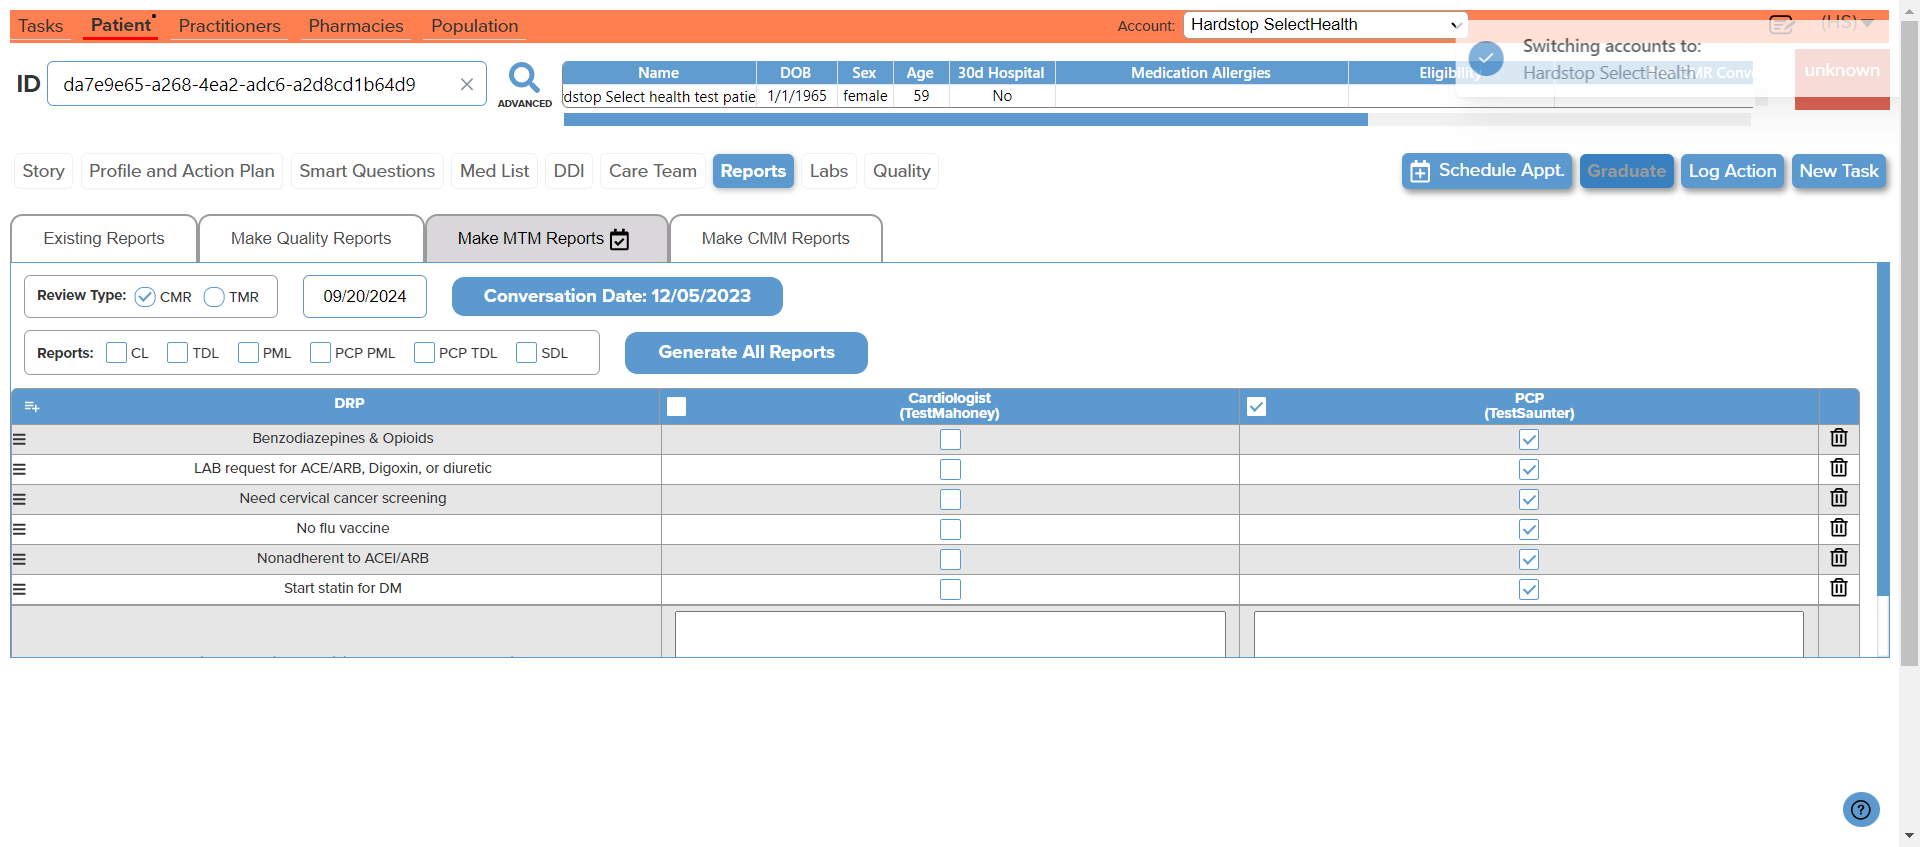 Tasks Patient Practitioners Pharmacies Population Account: Hardstop SelectHealth (HS)
Switching accounts to:
Hardstop SelectHealth
ID da7e9e65-a268-4ea2-adc6-a2d8cd1b64d9 ADVANCED
Name DOB Sex Age 30d Hospital Medication Allergies Eligibility MR Conv unknown
dstop Select health test patie 1/1/1965 female 59 No
Story Profile and Action Plan Smart Questions Med List DDI Care Team Reports Labs Quality Schedule Appt. Graduate Log Action New Task
Existing Reports Make Quality Reports Make MTM Reports Make CMM Reports
Review Type: CMR TMR 09/20/2024 Conversation Date: 12/05/2023
Reports: CL TDL PML PCP PML PCP TDL SDL Generate All Reports
DRP Cardiologist PCP
(TestMahoney) (TestSaunter)
Benzodiazepines & Opioids
LAB request for ACE/ARB, Digoxin, or diuretic
Need cervical cancer screening
No flu vaccine
Nonadherent to ACEI/ARB
Start statin for DM